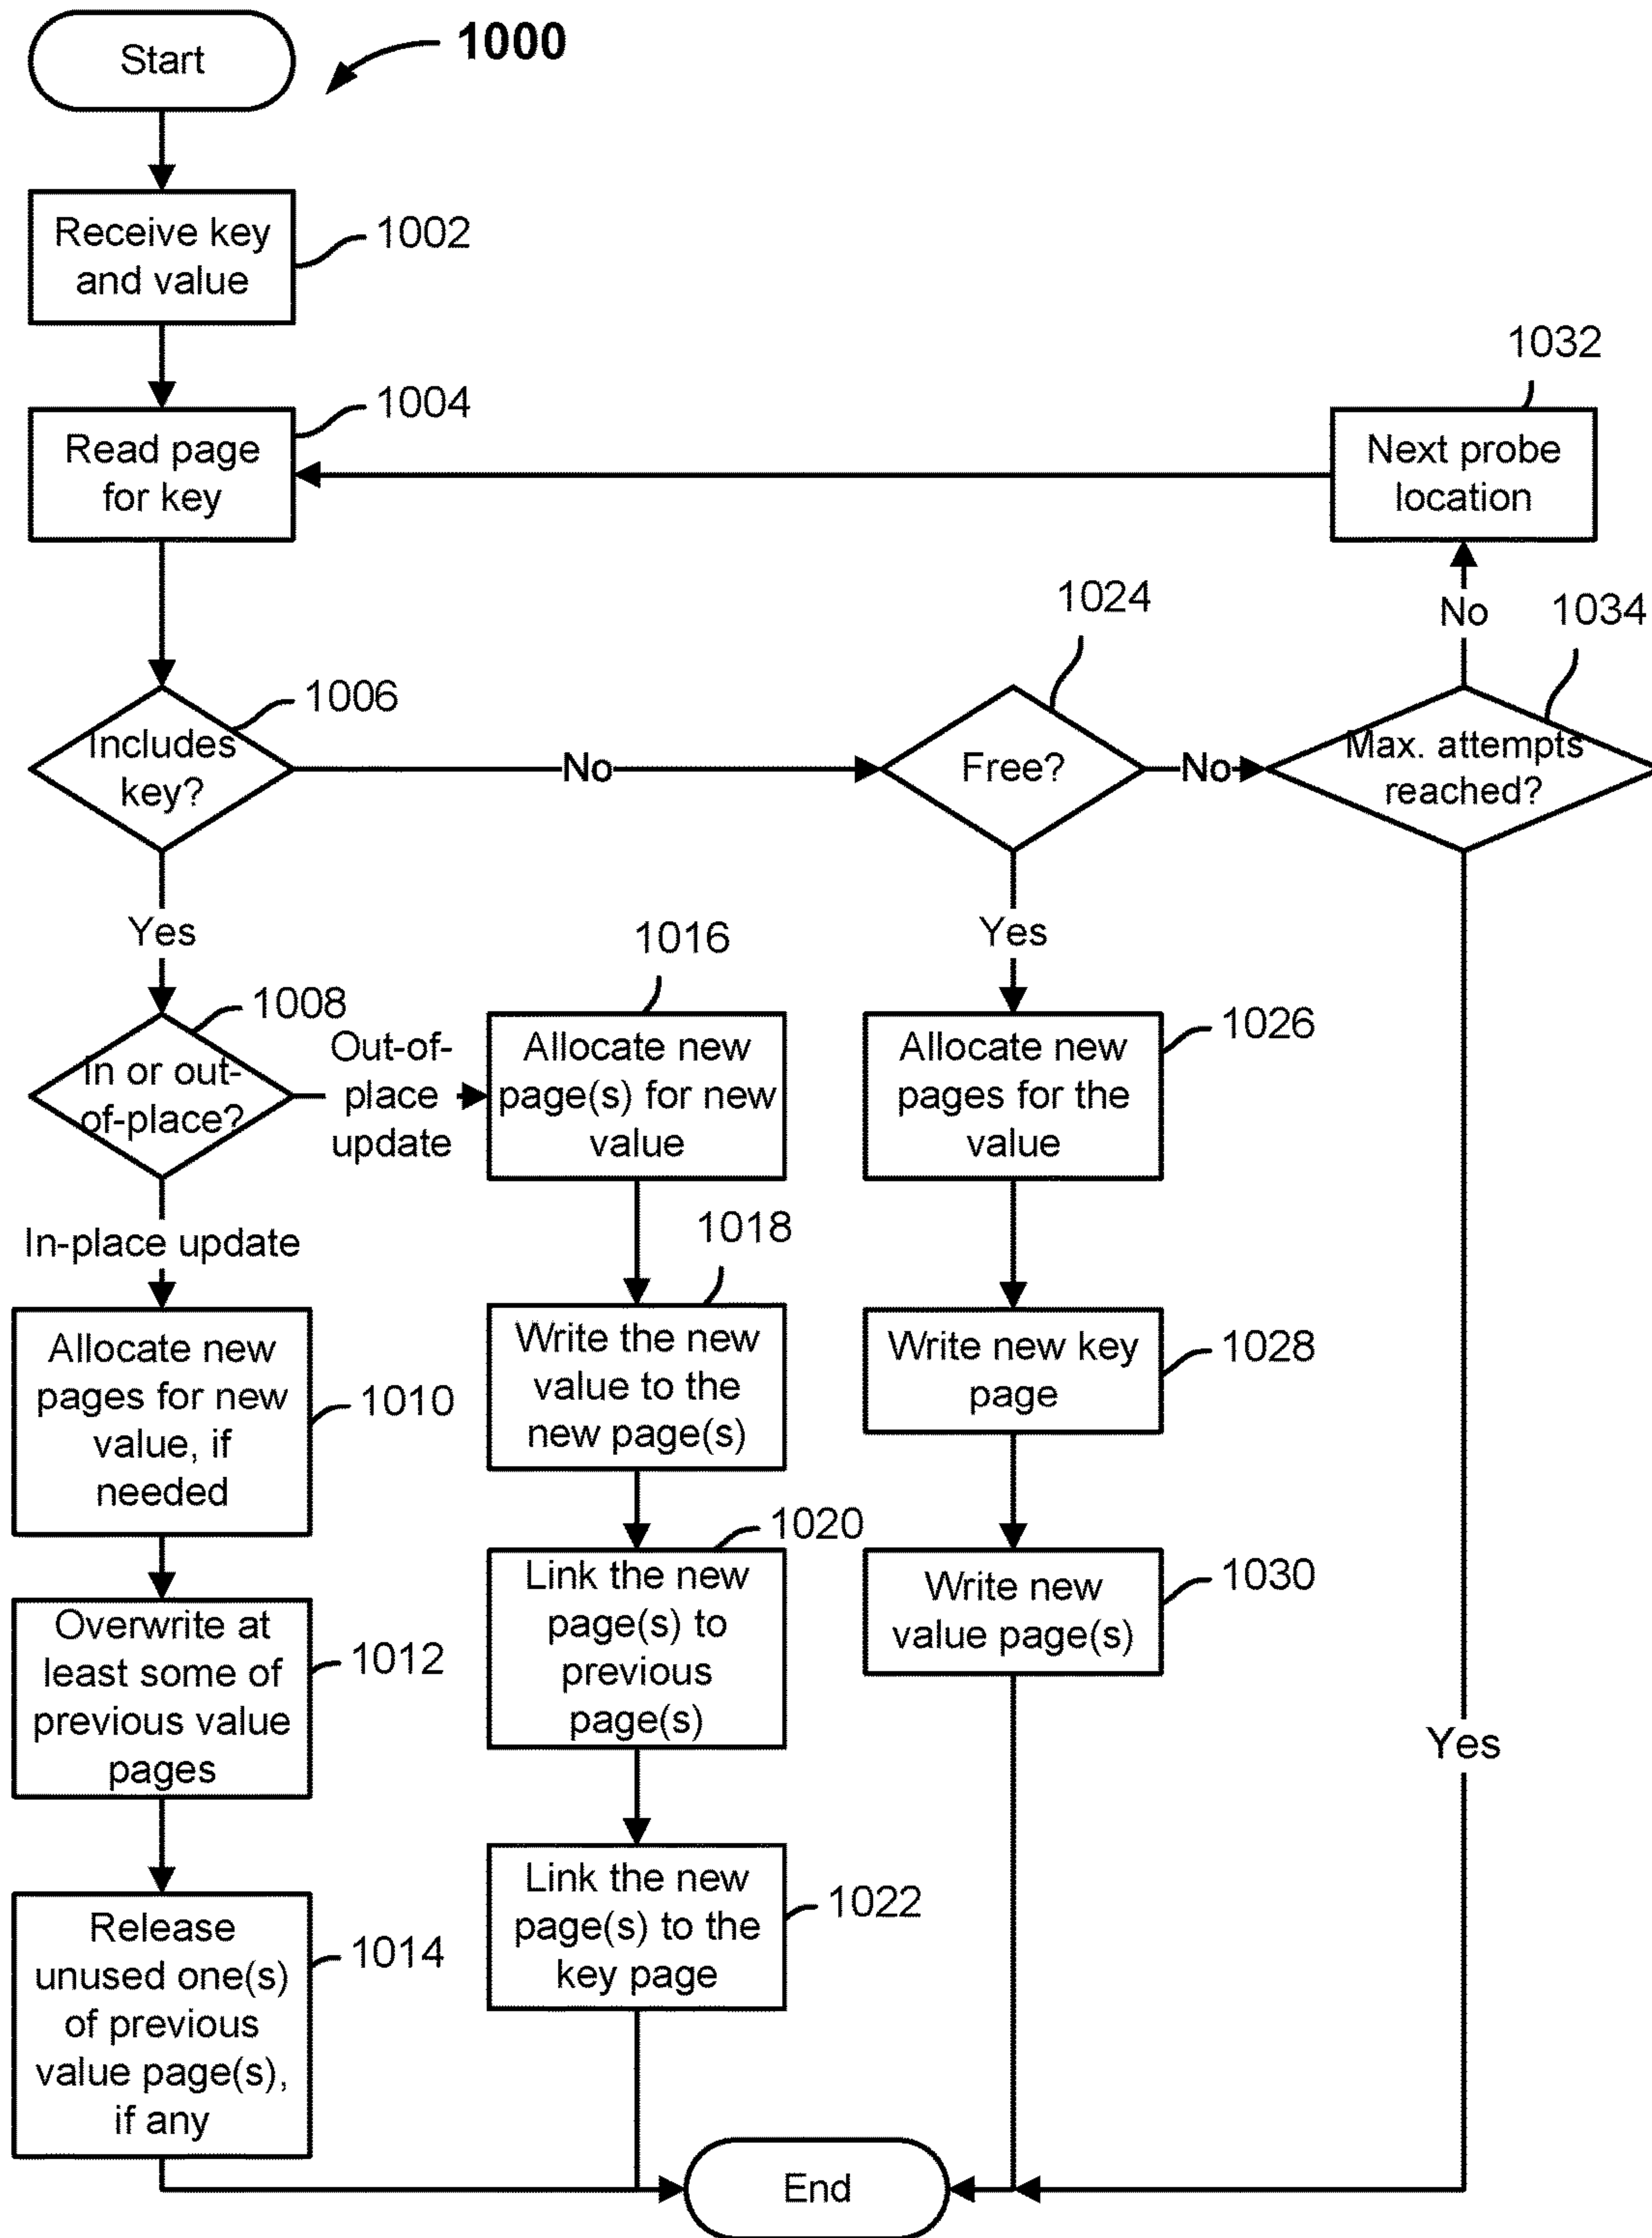 Start
1000
Receive key
and value
1002
Read page
for key
1004
Next probe
location
1032
Includes
key?
1006
No
Free?
1024
No
Max. attempts
reached?
1034
No
Yes
Yes
Yes
In or out-
of-place?
1008
Out-of-
place
update
In-place update
Allocate new
pages for new
value, if
needed
1010
Overwrite at
least some of
previous value
pages
1012
Release
unused one(s)
of previous
value page(s),
if any
1014
Allocate new
page(s) for new
value
1016
Write the new
value to the
new page(s)
1018
Link the new
page(s) to
previous
page(s)
1020
Link the new
page(s) to the
key page
1022
Allocate new
pages for the
value
1026
Write new key
page
1028
Write new
value page(s)
1030
End